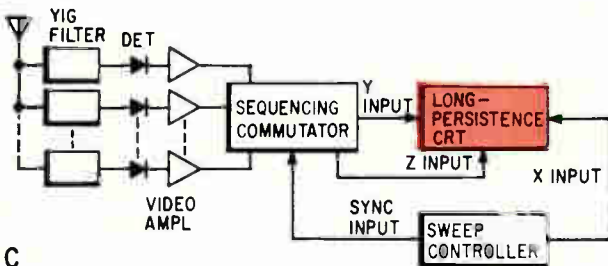 YIG
FILTER
DET
VIDEO
AMPL
SEQUENCING
COMMUTATOR
Y
INPUT
LONG-
PERSISTENCE
CRT
Z INPUT
X INPUT
SYNC
INPUT
SWEEP
CONTROLLER
C